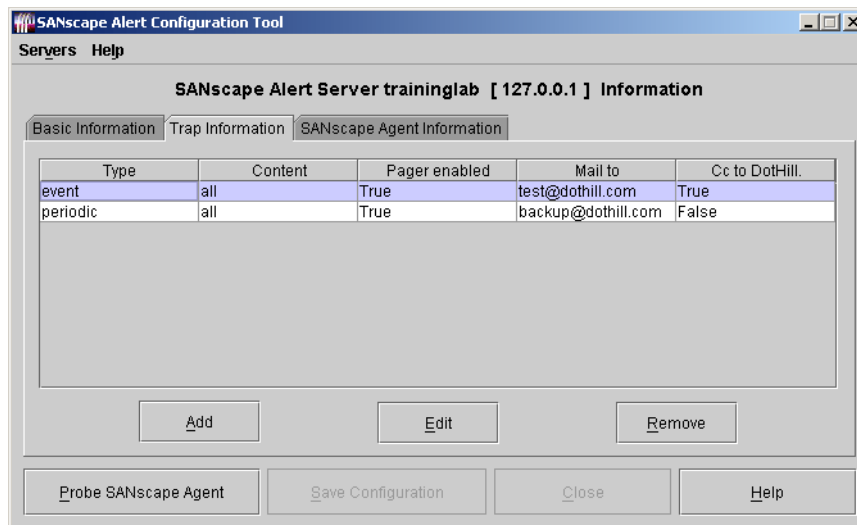 SANscape Alert Configuration Tool
Servers Help
SANscape Alert Server traininglab [ 127.0.0.1 ] Information
Basic Information Trap Information SANscape Agent Information
Type Content Pager enabled Mail to Cc to DotHill.
event all True test@dothill.com True
periodic all True backup@dothill.com False
Add Edit Remove
Probe SANscape Agent Save Configuration Close Help